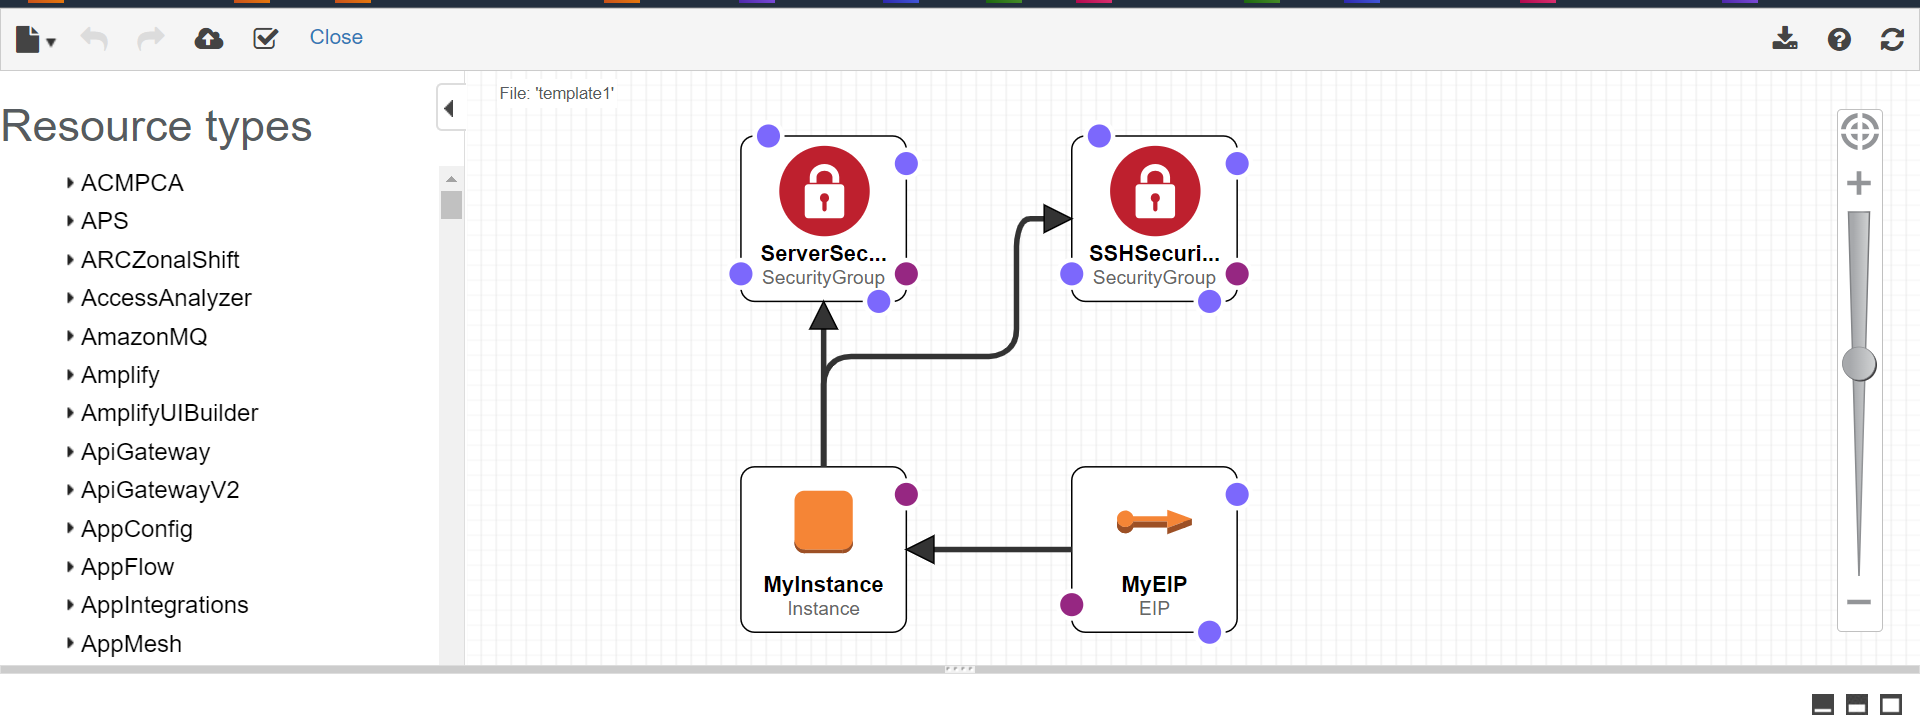 Close
File: 'template1'
Resource types
ACMPCA
APS
ARCZonalShift
AccessAnalyzer
AmazonMQ
Amplify
AmplifyUIBuilder
ApiGateway
ApiGatewayV2
AppConfig
AppFlow
AppIntegrations
AppMesh
ServerSec...
SecurityGroup
SSHSecuri...
SecurityGroup
MyInstance
Instance
MyEIP
EIP